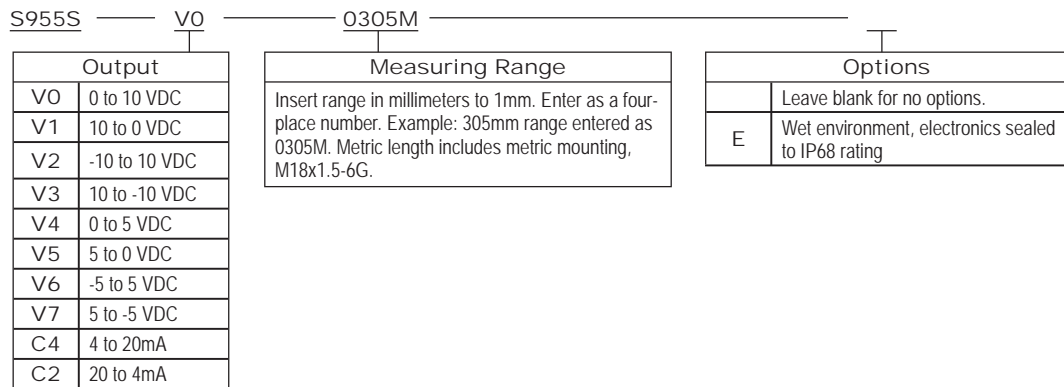 S955S V0 0305M
Output
V0 0 to 10 VDC
V1 10 to 0 VDC
V2 -10 to 10 VDC
V3 10 to -10 VDC
V4 0 to 5 VDC
V5 5 to 0 VDC
V6 -5 to 5 VDC
V7 5 to -5 VDC
C4 4 to 20mA
C2 20 to 4mA
Measuring Range
Insert range in millimeters to 1mm. Enter as a four-
place number. Example: 305mm range entered as
0305M. Metric length includes metric mounting,
M18x1.5-6G.
Options
Leave blank for no options.
E Wet environment, electronics sealed
to IP68 rating